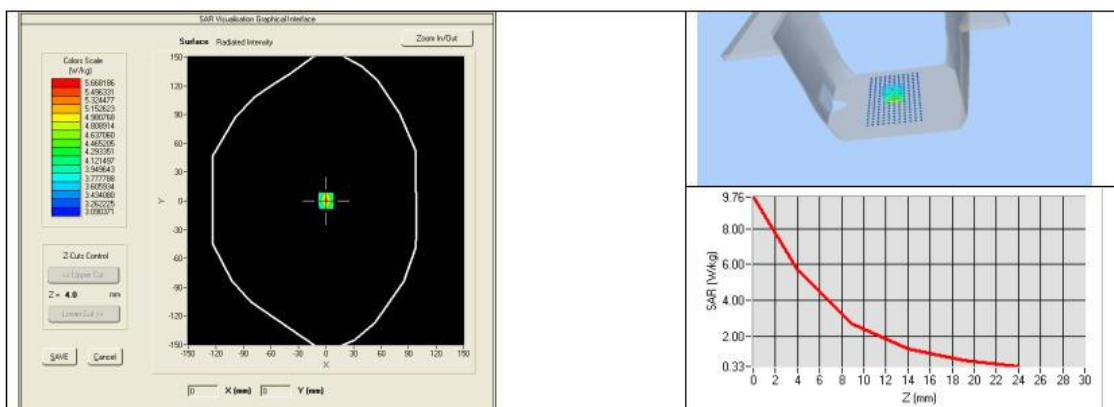 SAR Visualisation Graphical Interface
Surface Radiated Intensity
Zoom In/Out
Colors Scale
(W/kg)
5.668186
5.496331
5.324477
5.152623
4.980768
4.808914
4.637060
4.465205
4.293351
4.121497
3.949643
3.777788
3.605934
3.434080
3.262225
3.090371
Z-Cuts Control
<< Upper Cut
Z = 4.0 mm
Lower Cut >>
SAVE Cancel
150
120
90
60
30
0
-30
-60
-90
-120
-150
Y
-150 -120 -90 -60 -30 0 30 60 90 120 150
X
0 X (mm) 0 Y (mm)
9.76
8.00
6.00
4.00
2.00
0.33
SAR (W/kg)
0 2 4 6 8 10 12 14 16 18 20 22 24 26 28 30
Z (mm)